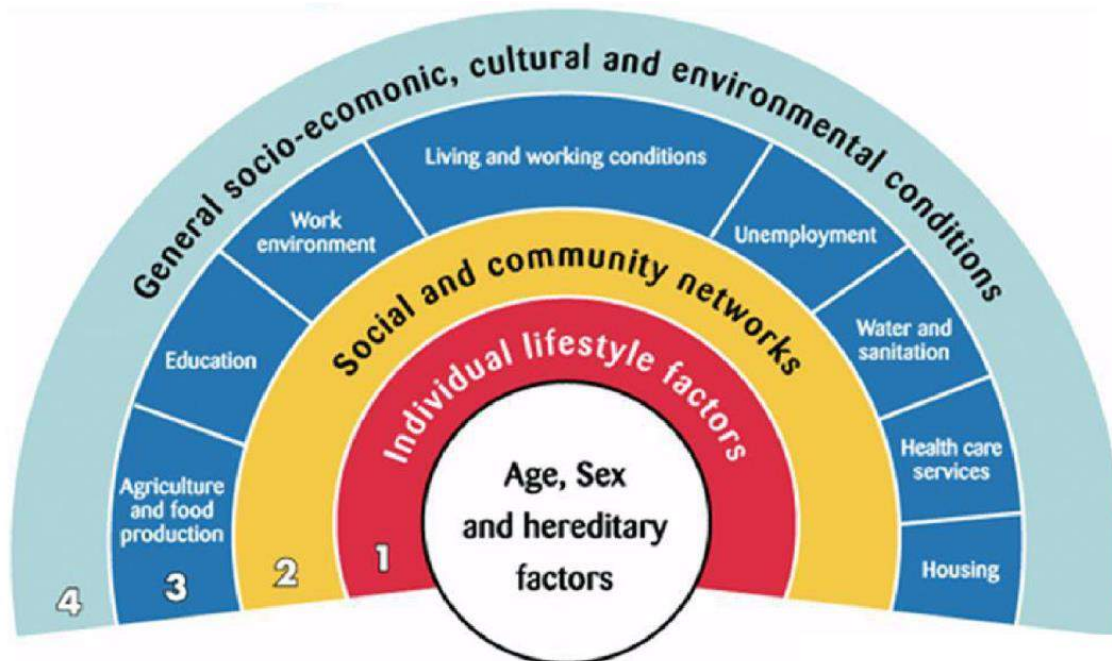 General socio-ecomonic, cultural and environmental conditions
Living and working conditions
Work
environment
Unemployment
Education
Water and
sanitation
Agriculture
and food
production
Health care
services
Housing
Social and community networks
Individual lifestyle factors
Age, Sex
and hereditary
factors
4
3
2
1